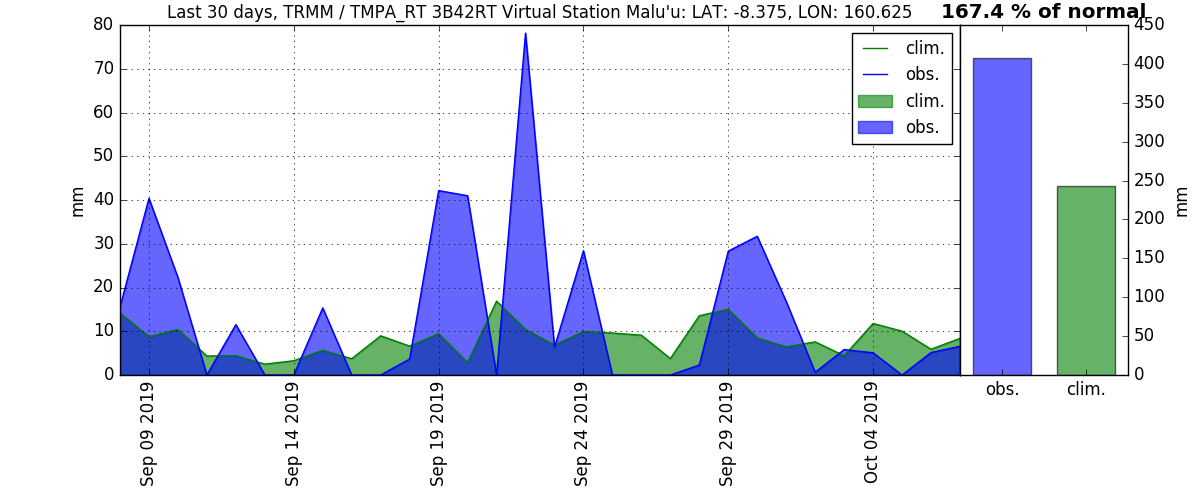 Last 30 days, TRMM / TMPA_RT 3B42RT Virtual Station Malu'u: LAT: -8.375, LON: 160.625
167.4 % of normal
80
70
60
50
40
30
20
10
0
mm
clim.
obs.
clim.
obs.
450
400
350
300
250
200
150
100
50
0
mm
obs.
clim.
Sep 09 2019
Sep 14 2019
Sep 19 2019
Sep 24 2019
Sep 29 2019
Oct 04 2019